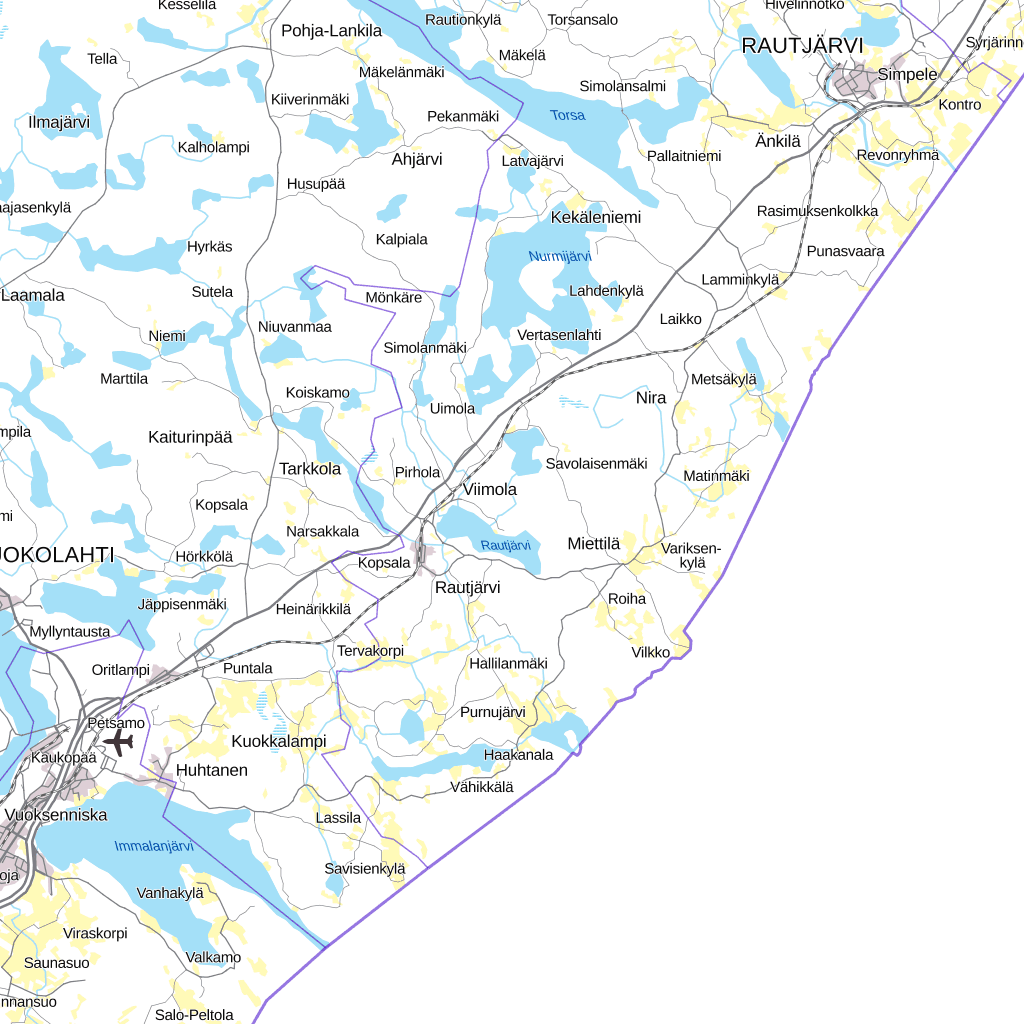 Kesselila
Hivelinnotko
Rautionkylä
Torsansalo
Pohja-Lankila
RAUTJÄRVI
Syrjärinn
Tella
Mäkelä
Mäkelänmäki
Simpele
Simolansalmi
Kiiverinmäki
Kontro
Pekanmäki
Torsa
Ilmajärvi
Änkilä
Kalholampi
Ahjärvi
Latvajärvi
Pallaitniemi
Revonryhmä
Husupää
aajasenkylä
Rasimuksenkolkka
Kekäleniemi
Kalpiala
Hyrkäs
Punasvaara
Nurmijärvi
Lamminkylä
Laamala
Sutela
Mönkäre
Lahdenkylä
Laikko
Niemi
Niuvanmaa
Vertasenlahti
Simolanmäki
Marttila
Metsäkylä
Koiskamo
Nira
Uimola
mpila
Kaiturinpää
Tarkkola
Pirhola
Savolaisenmäki
Matinmäki
Viimola
Kopsala
mi
Narsakkala
Rautjärvi
Miettilä
JOKOLAHTI
Hörkkölä
Variksen-
kylä
Kopsala
Rautjärvi
Jäppisenmäki
Heinärikkilä
Roiha
Myllyntausta
Tervakorpi
Vilkko
Oritlampi
Puntala
Hallilanmäki
Purnujärvi
Petsamo
Kuokkalampi
Kaukopää
Haakanala
Huhtanen
Vähikkälä
Vuoksenniska
Lassila
Immalanjärvi
oja
Savisienkylä
Vanhakylä
Viraskorpi
Valkamo
Saunasuo
nnansuo
Salo-Peltola